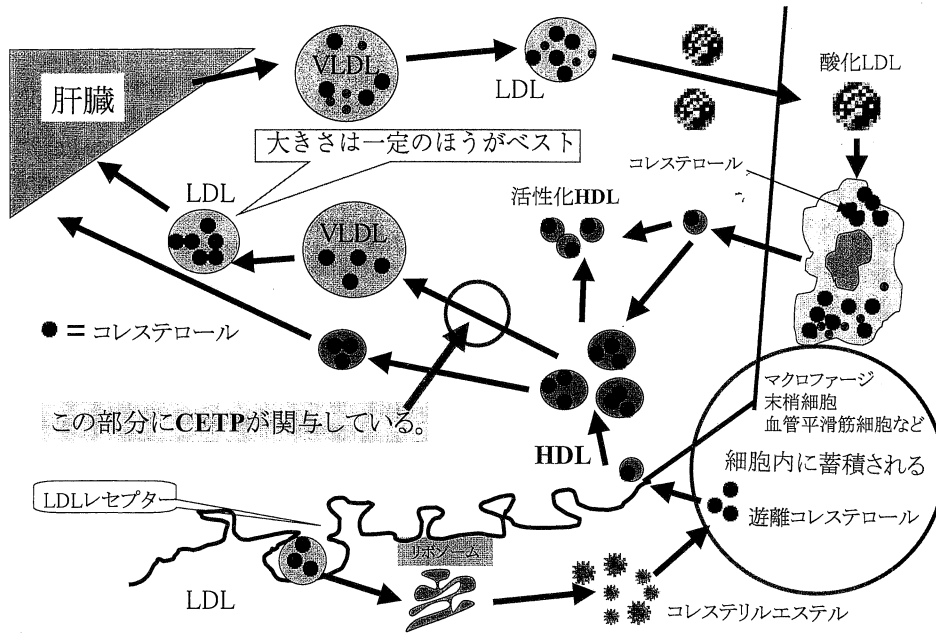 肝臓
VLDL
LDL
酸化LDL
大きさは一定のほうがベスト
コレステロール
LDL
活性化HDL
VLDL
●＝コレステロール
マクロファージ
末梢細胞
血管平滑筋細胞など
この部分にCETPが関与している。
HDL
細胞内に蓄積される
LDLレセプタ
遊離コレステロール
リボソーム
LDL
コレステリルエステル